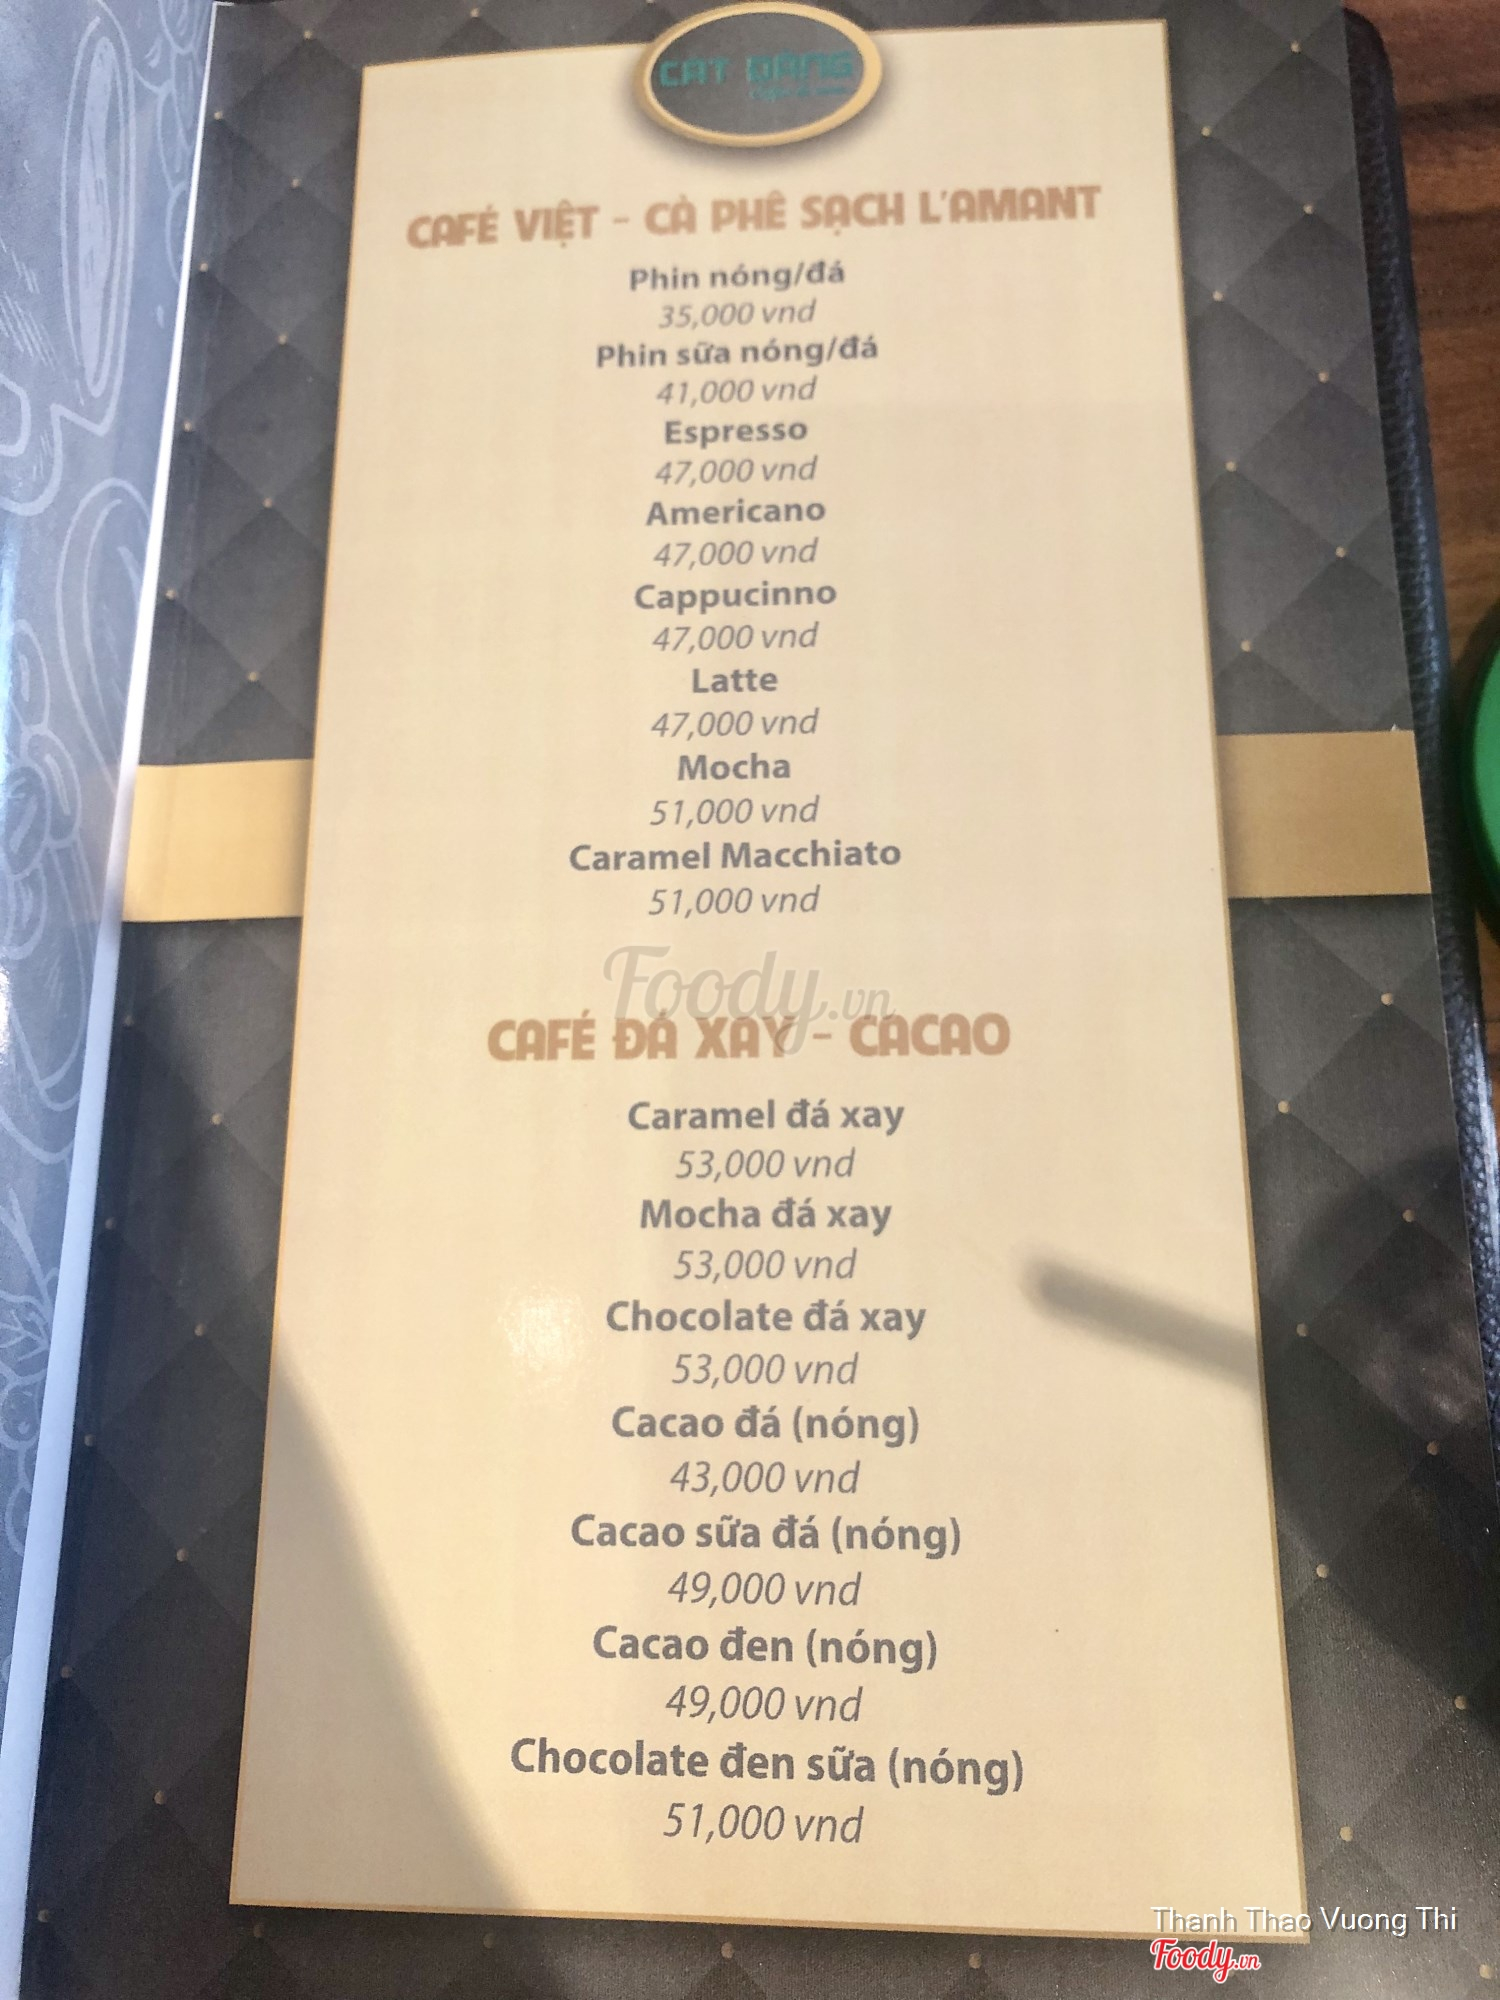 CAT ĐẰNG
CAFÉ VIỆT - CÀ PHÊ SẠCH L'AMANT
Phin nóng/đá
35,000 vnd
Phin sữa nóng/đá
41,000 vnd
Espresso
47,000 vnd
Americano
47,000 vnd
Cappucinno
47,000 vnd
Latte
47,000 vnd
Mocha
51,000 vnd
Caramel Macchiato
51,000 vnd
Foody.vn
CAFÉ ĐÁ XAY - CACAO
Caramel đá xay
53,000 vnd
Mocha đá xay
53,000 vnd
Chocolate đá xay
53,000 vnd
Cacao đá (nóng)
43,000 vnd
Cacao sữa đá (nóng)
49,000 vnd
Cacao đen (nóng)
49,000 vnd
Chocolate đen sữa (nóng)
51,000 vnd
Thanh Thao Vuong Thi
Foody.vn